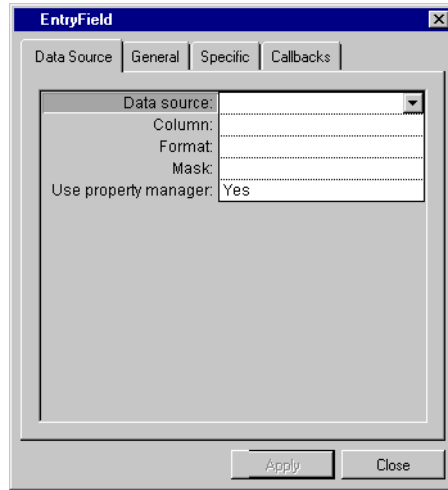 EntryField
Data Source General Specific Callbacks
Data source:
Column:
Format:
Mask:
Use property manager: Yes
Apply Close